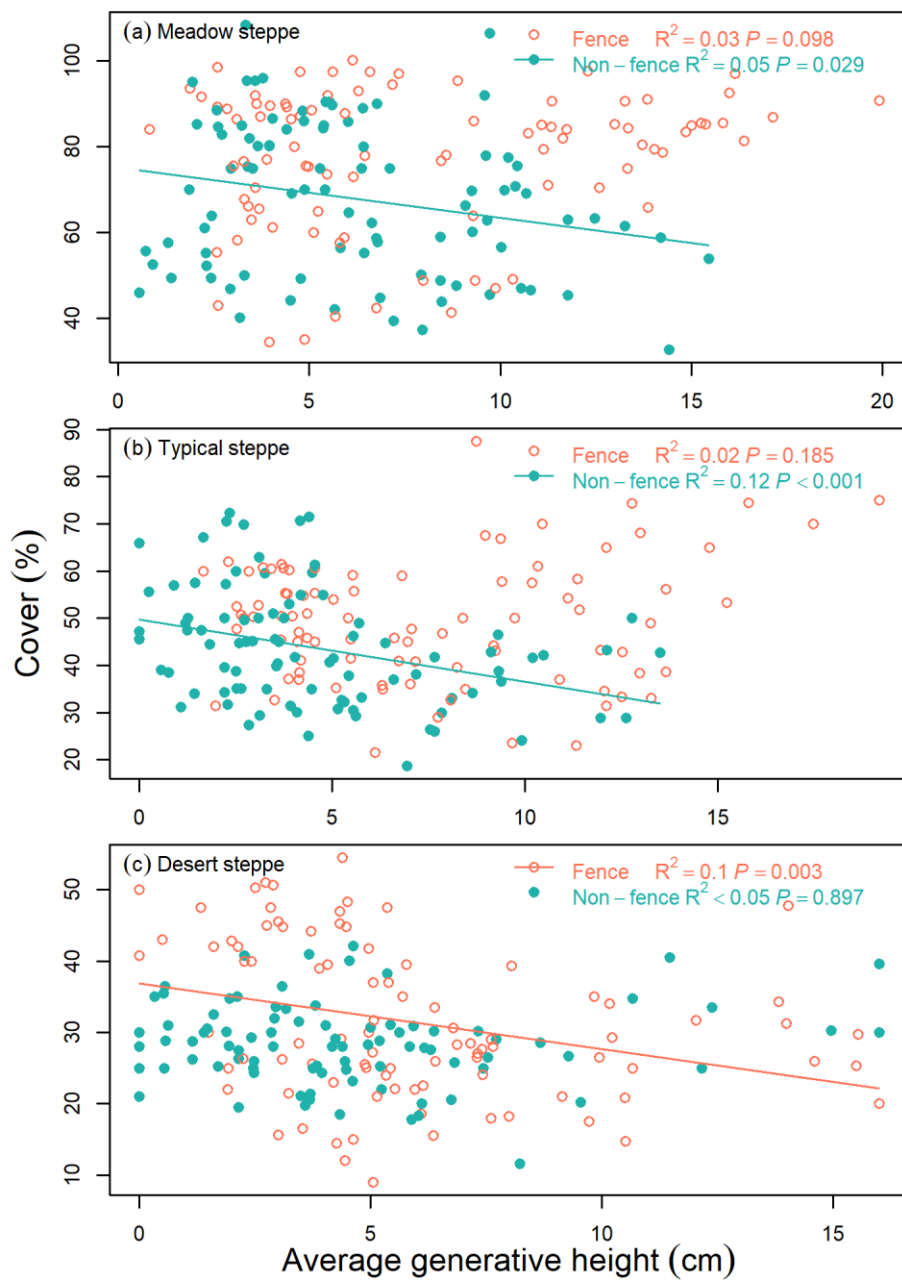 (a) Meadow steppe
Fence R² = 0.03 P = 0.098
Non − fence R² = 0.05 P = 0.029
100
80
60
40
0 5 10 15 20
(b) Typical steppe
Fence R² = 0.02 P = 0.185
Non − fence R² = 0.12 P < 0.001
90
80
70
60
50
40
30
20
0 5 10 15
Cover (%)
(c) Desert steppe
Fence R² = 0.1 P = 0.003
Non − fence R² < 0.05 P = 0.897
50
40
30
20
10
0 5 10 15
Average generative height (cm)